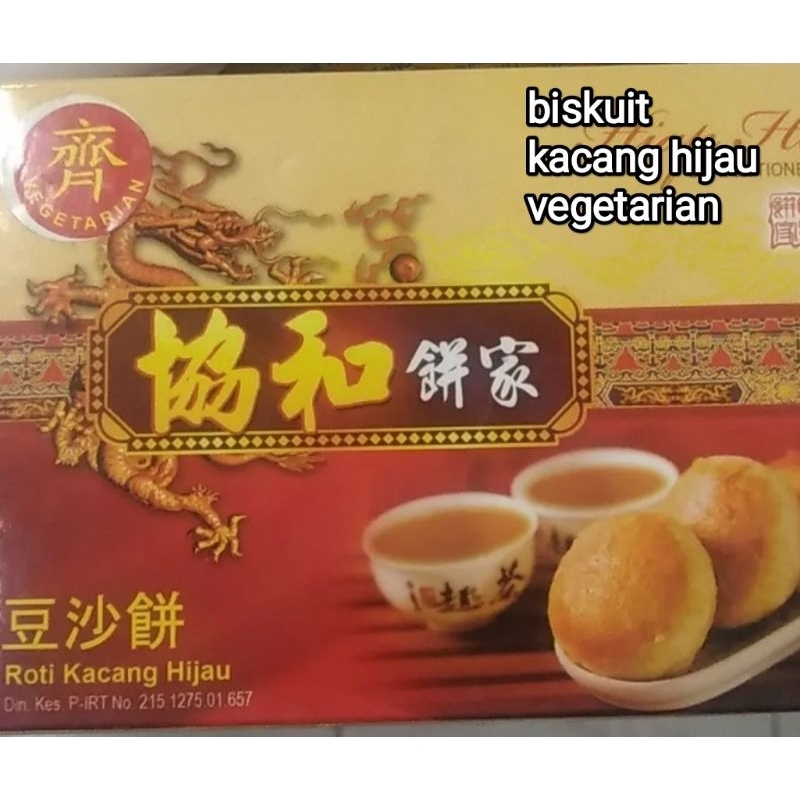 biskuit
kacang hijau
vegetarian
齊
VEGETARIAN
協和餅家
豆沙餅
Roti Kacang Hijau
Din. Kes. P-IRT No. 215.1275.01.657